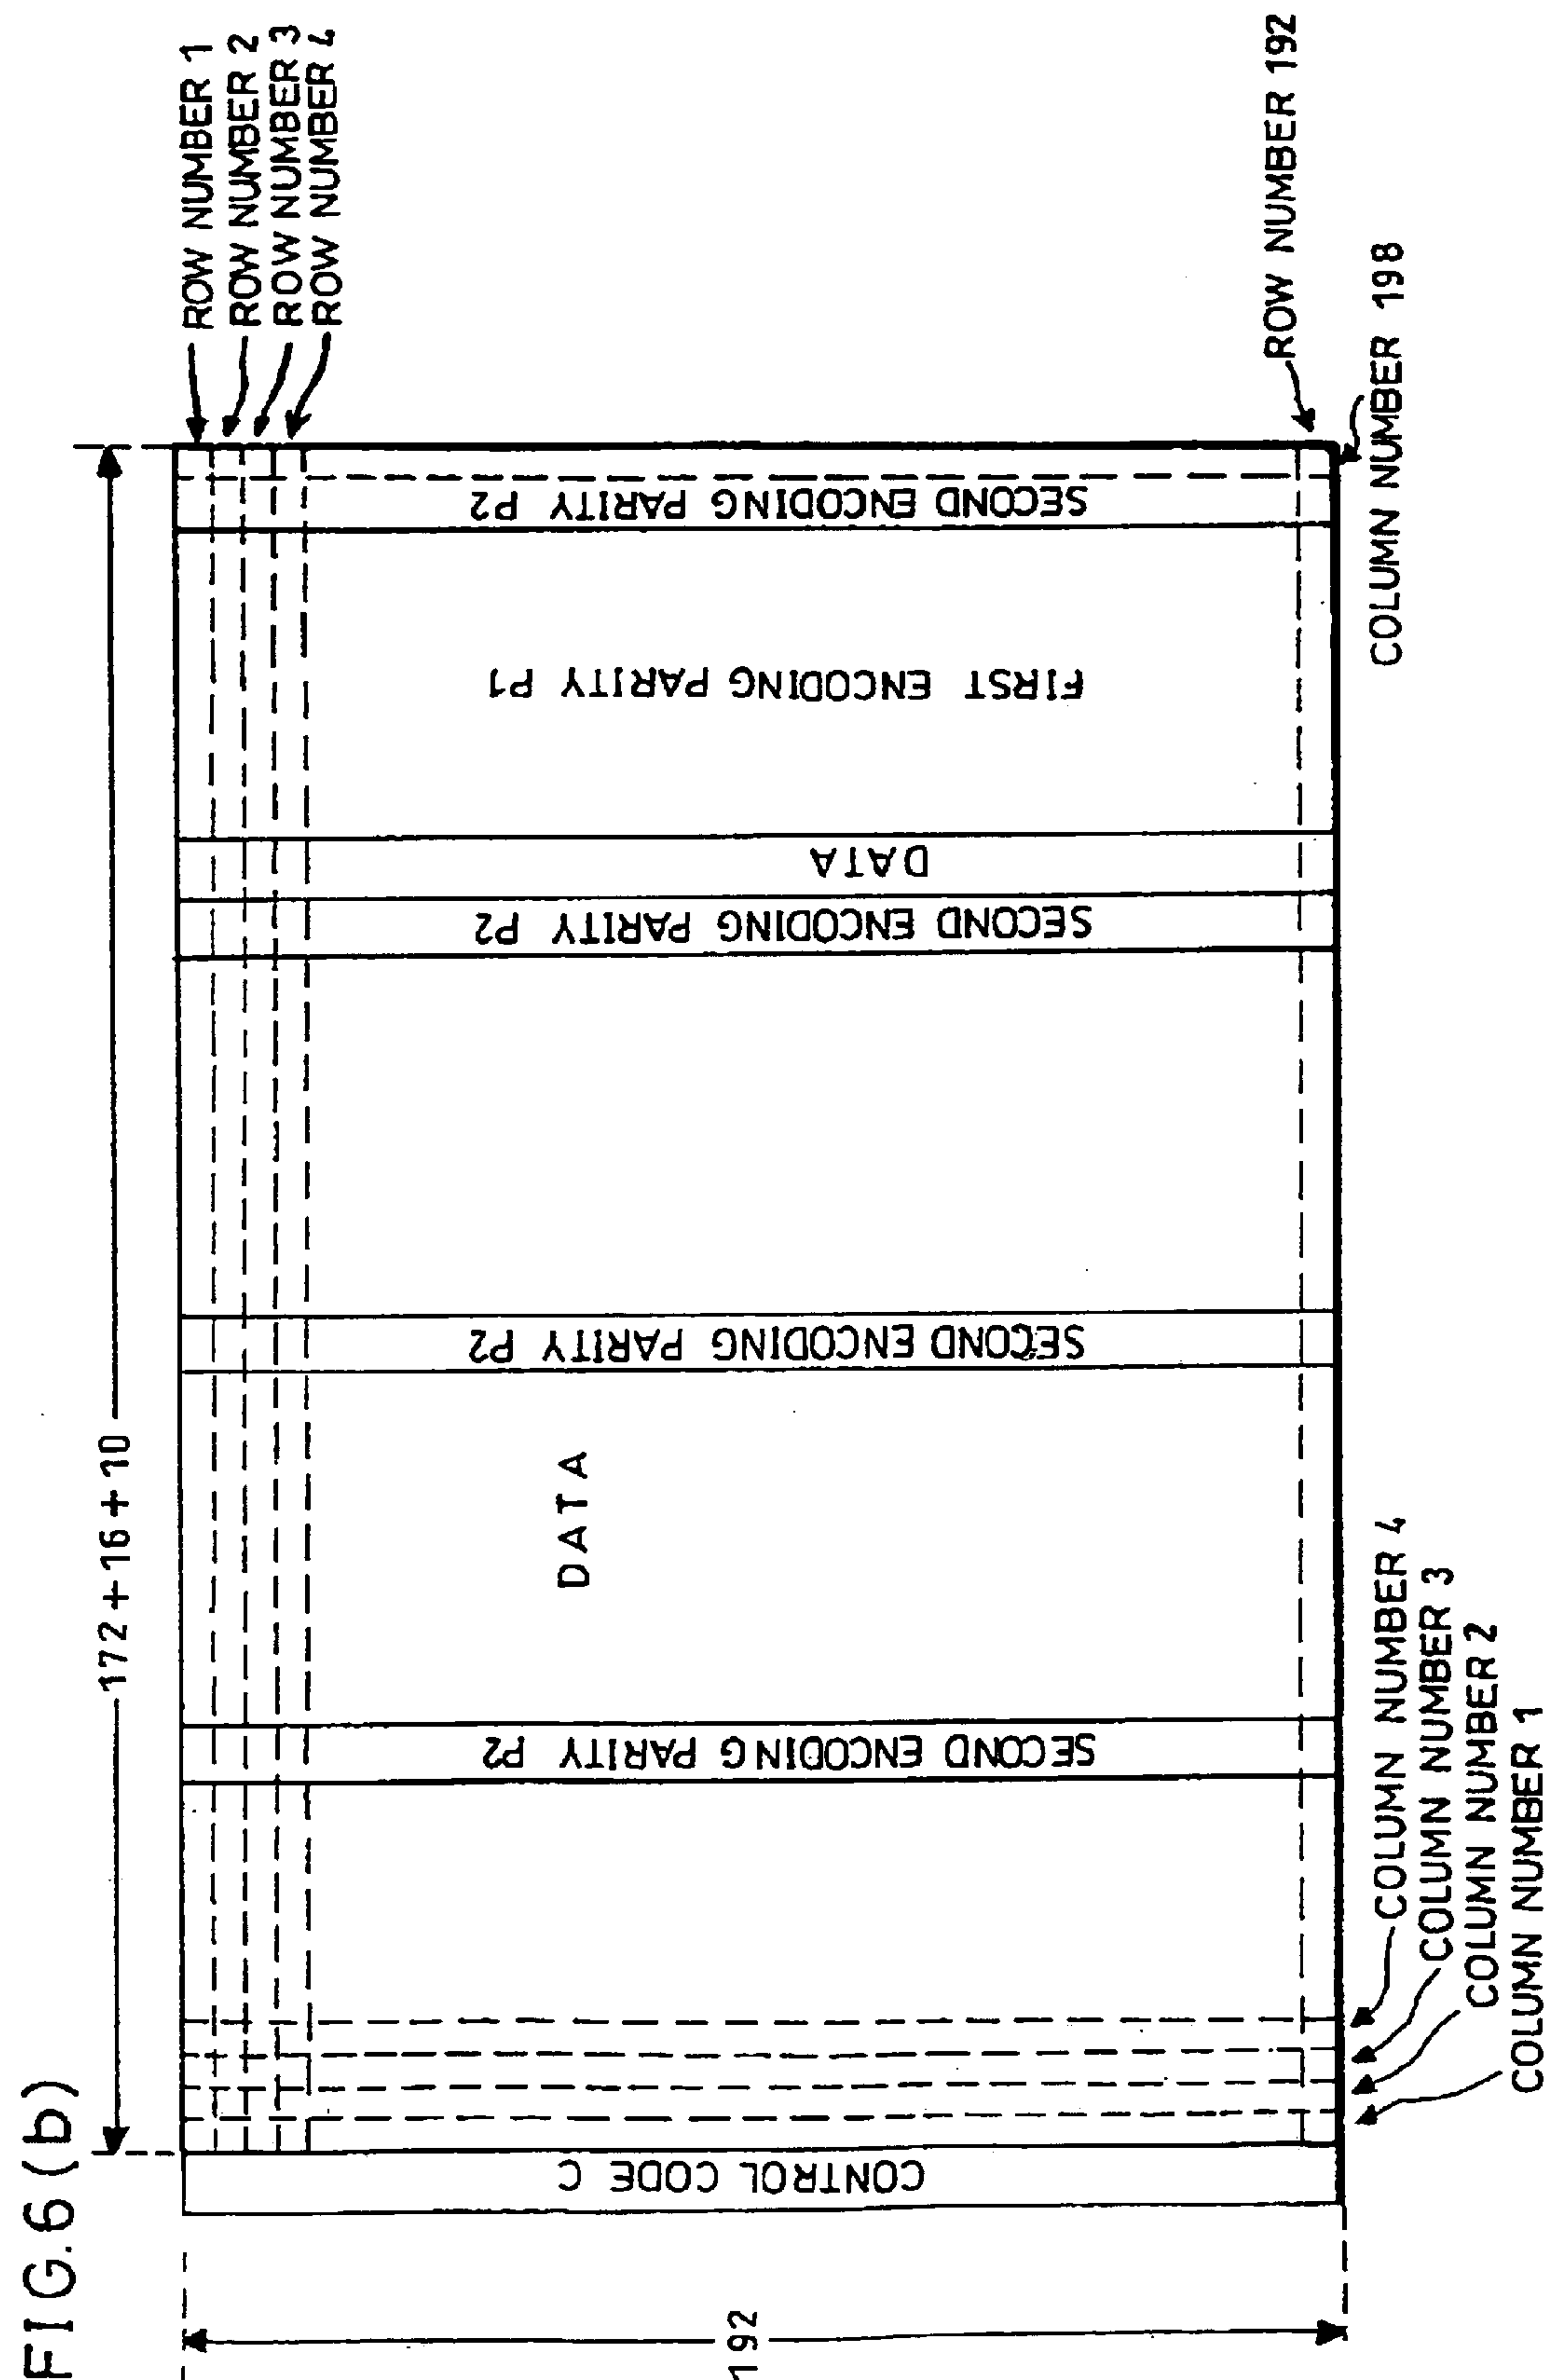 FIG.6(b)
172+16+10
ROW NUMBER 1
ROW NUMBER 2
ROW NUMBER 3
ROW NUMBER 4
192
CONTROL CODE C
SECOND ENCODING PARITY P2
DATA
SECOND ENCODING PARITY P2
SECOND ENCODING PARITY P2
DATA
FIRST ENCODING PARITY P1
SECOND ENCODING PARITY P2
ROW NUMBER 192
COLUMN NUMBER 198
COLUMN NUMBER 4
COLUMN NUMBER 3
COLUMN NUMBER 2
COLUMN NUMBER 1